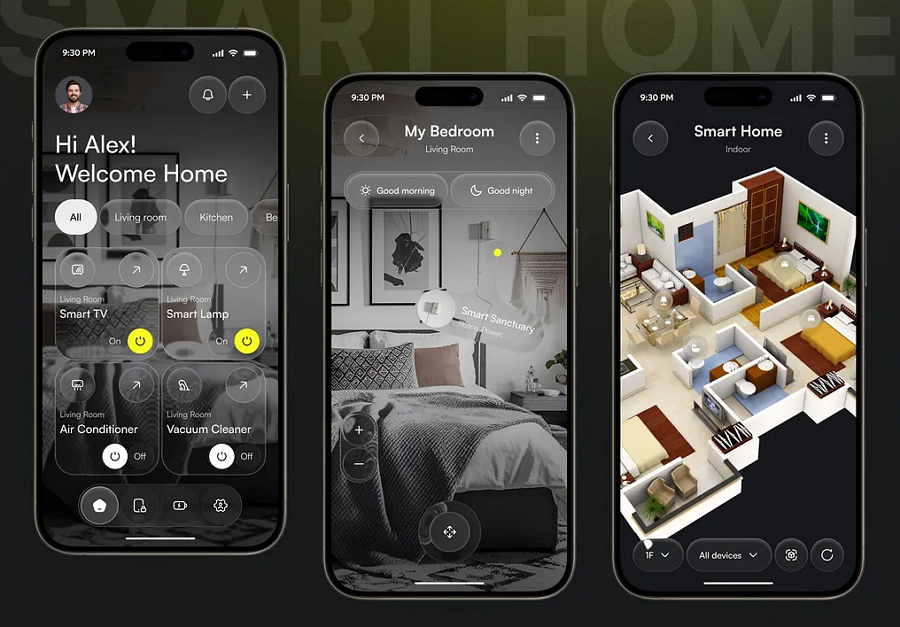 SMART HOME
9:30 PM
Hi Alex!
Welcome Home
All
Living room
Kitchen
Be
Living Room
Smart TV
On
Living Room
Smart Lamp
On
Living Room
Air Conditioner
Off
Living Room
Vacuum Cleaner
Off
9:30 PM
My Bedroom
Living Room
Good morning
Good night
Smart Sanctuary
9:30 PM
Smart Home
Indoor
1F
All devices